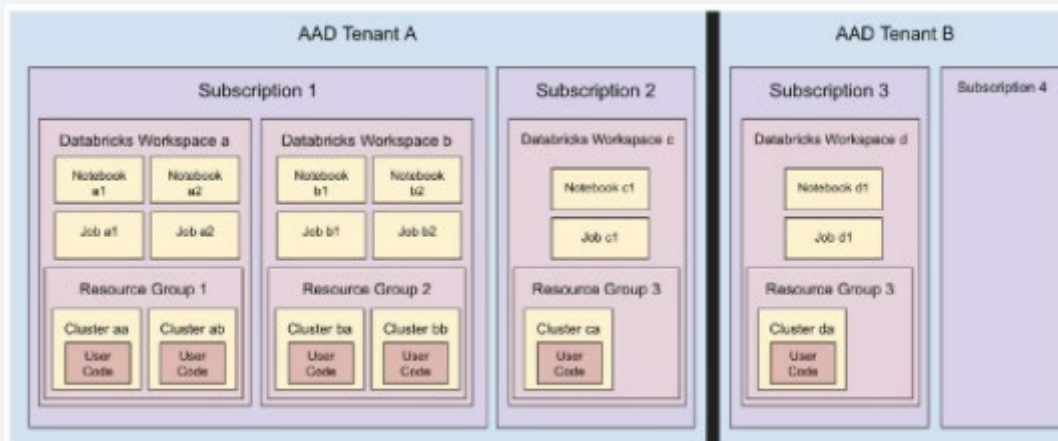 AAD Tenant A
AAD Tenant B
Subscription 1
Subscription 2
Subscription 3
Subscription 4
Databricks Workspace a
Databricks Workspace b
Databricks Workspace c
Databricks Workspace d
Notebook
a1
Notebook
a2
Notebook
b1
Notebook
b2
Notebook c1
Notebook d1
Job a1
Job a2
Job b1
Job b2
Job c1
Job d1
Resource Group 1
Resource Group 2
Resource Group 3
Resource Group 3
Cluster aa
Cluster ab
Cluster ba
Cluster bb
Cluster ca
Cluster da
User
Code
User
Code
User
Code
User
Code
User
Code
User
Code